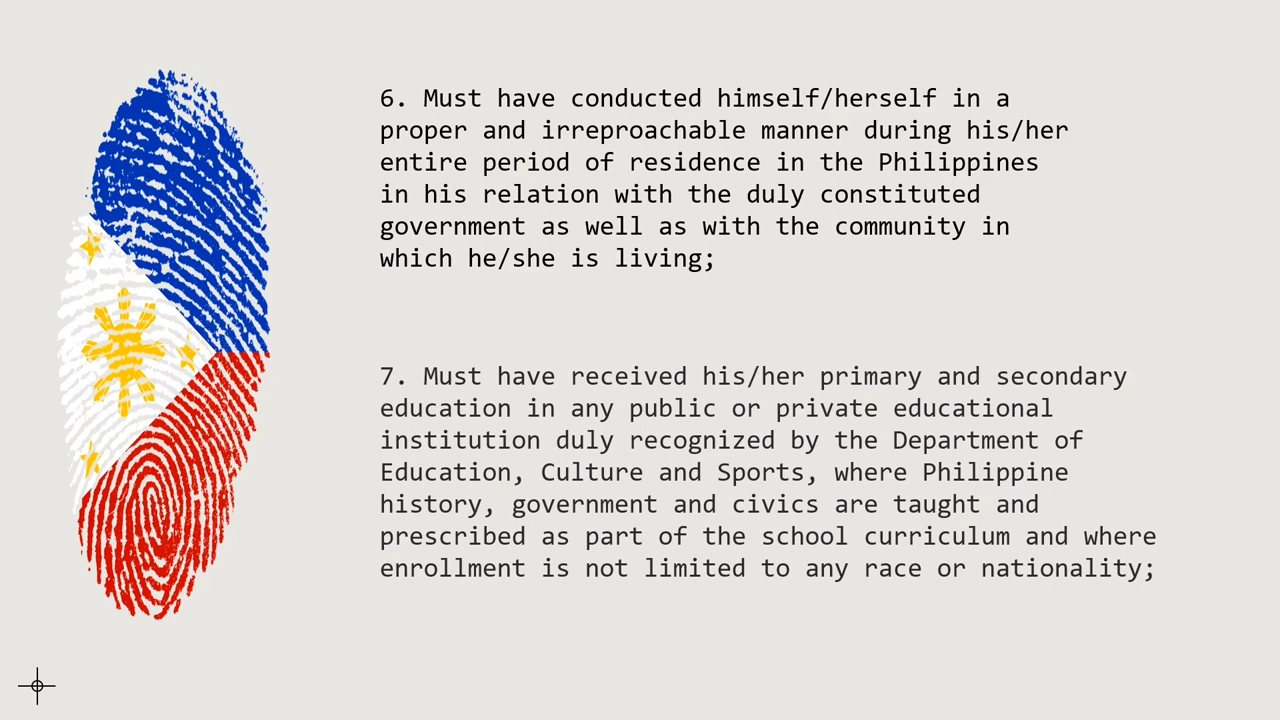 6. Must have conducted himself/herself in a
proper and irreproachable manner during his/her
entire period of residence in the Philippines
in his relation with the duly constituted
government as well as with the community in
which he/she is living;
7. Must have received his/her primary and secondary
education in any public or private educational
institution duly recognized by the Department of
Education, Culture and Sports, where Philippine
history, government and civics are taught and
prescribed as part of the school curriculum and where
enrollment is not limited to any race or nationality;